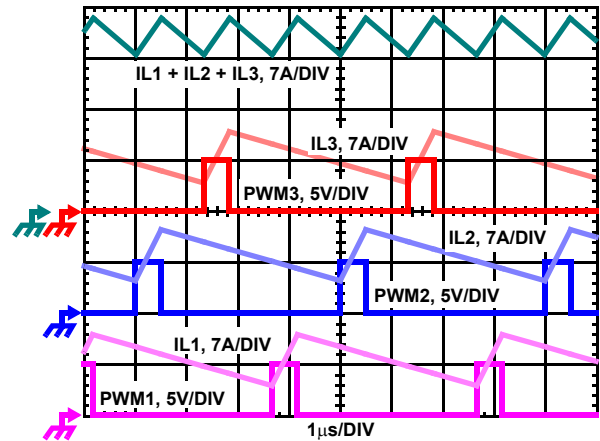 IL1 + IL2 + IL3, 7A/DIV
IL3, 7A/DIV
PWM3, 5V/DIV
IL2, 7A/DIV
PWM2, 5V/DIV
IL1, 7A/DIV
PWM1, 5V/DIV
1μs/DIV